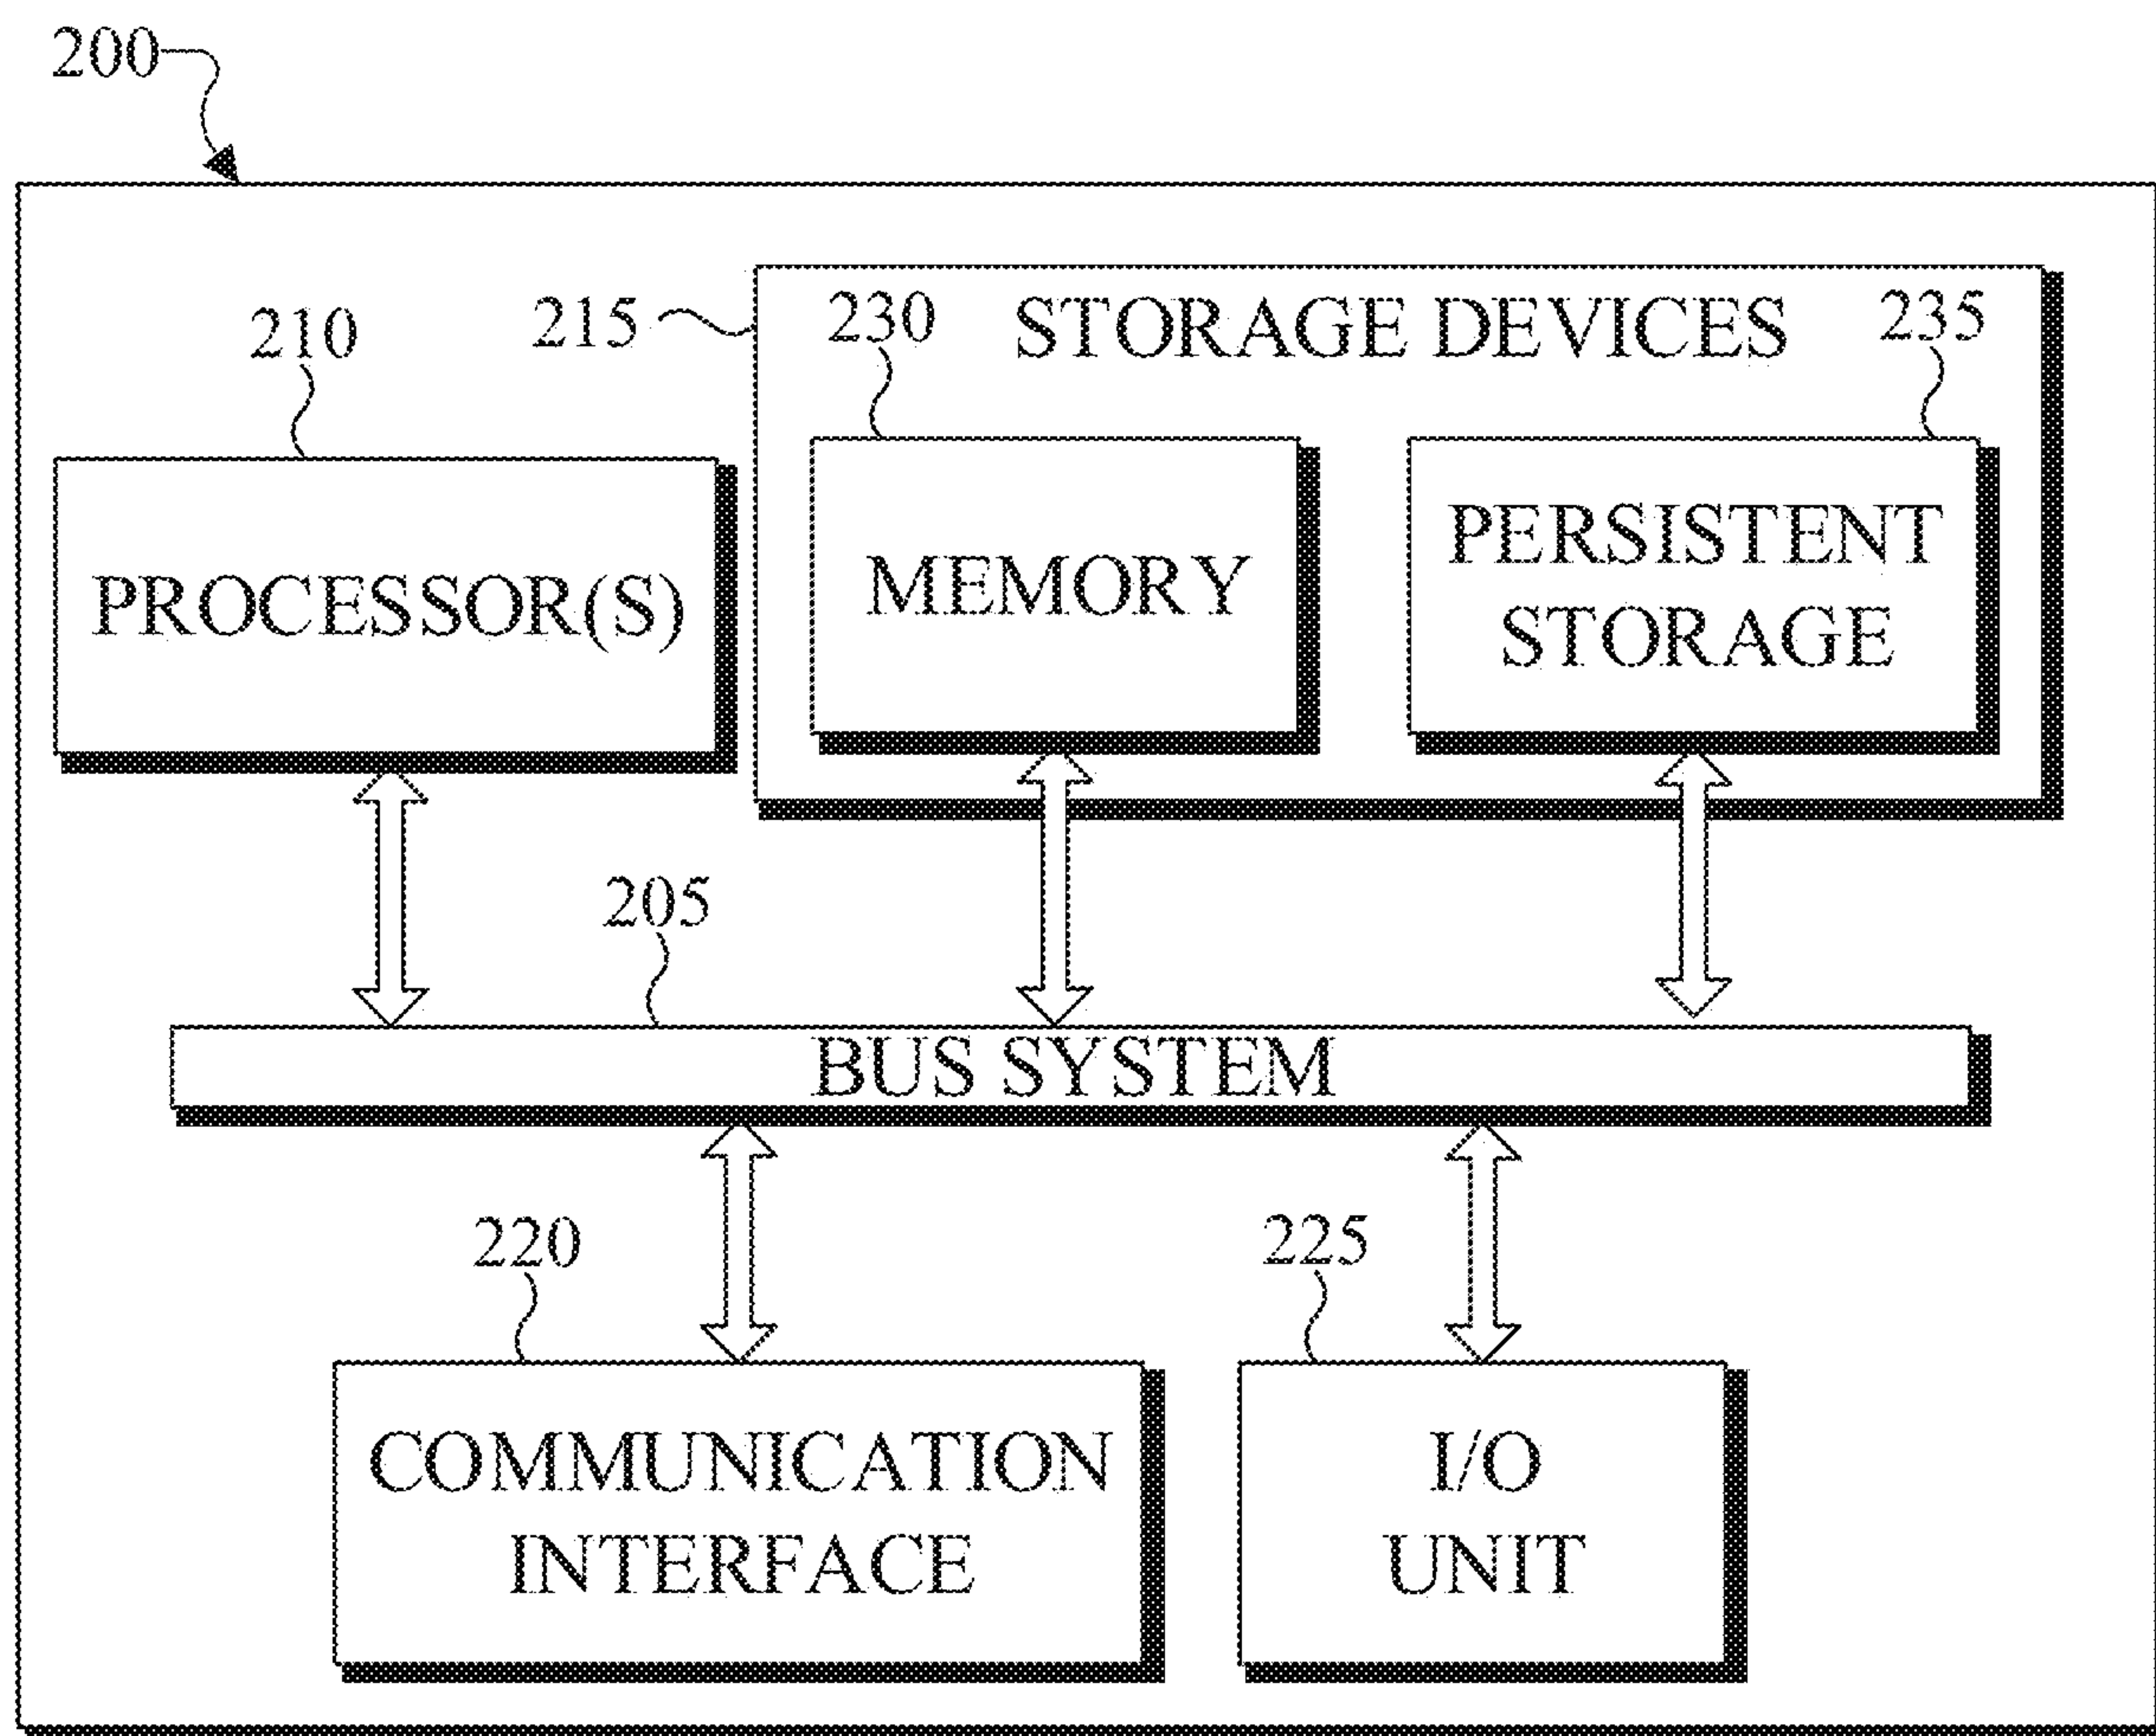 200
210
215
230
STORAGE DEVICES
235
PROCESSOR(S)
MEMORY
PERSISTENT
STORAGE
205
BUS SYSTEM
220
225
COMMUNICATION
INTERFACE
I/O
UNIT